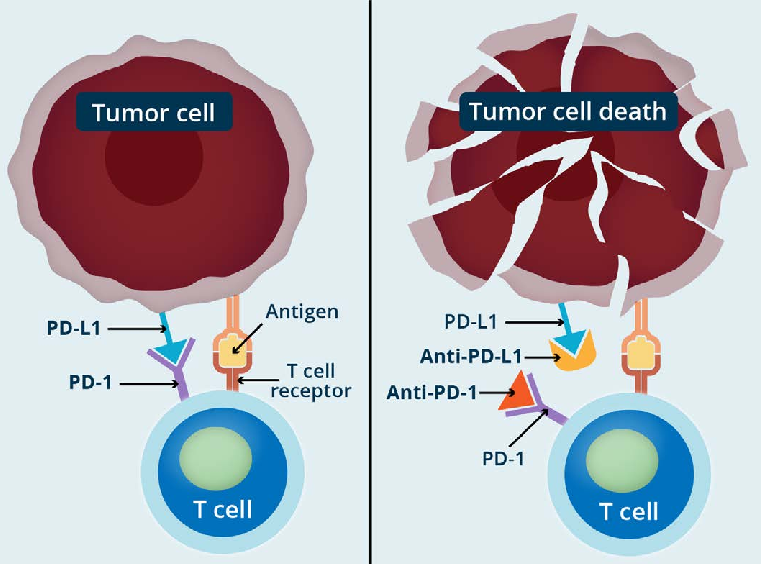 Tumor cell
PD-L1
Antigen
PD-1
T cell
receptor
T cell
Tumor cell death
PD-L1
Anti-PD-L1
Anti-PD-1
PD-1
T cell